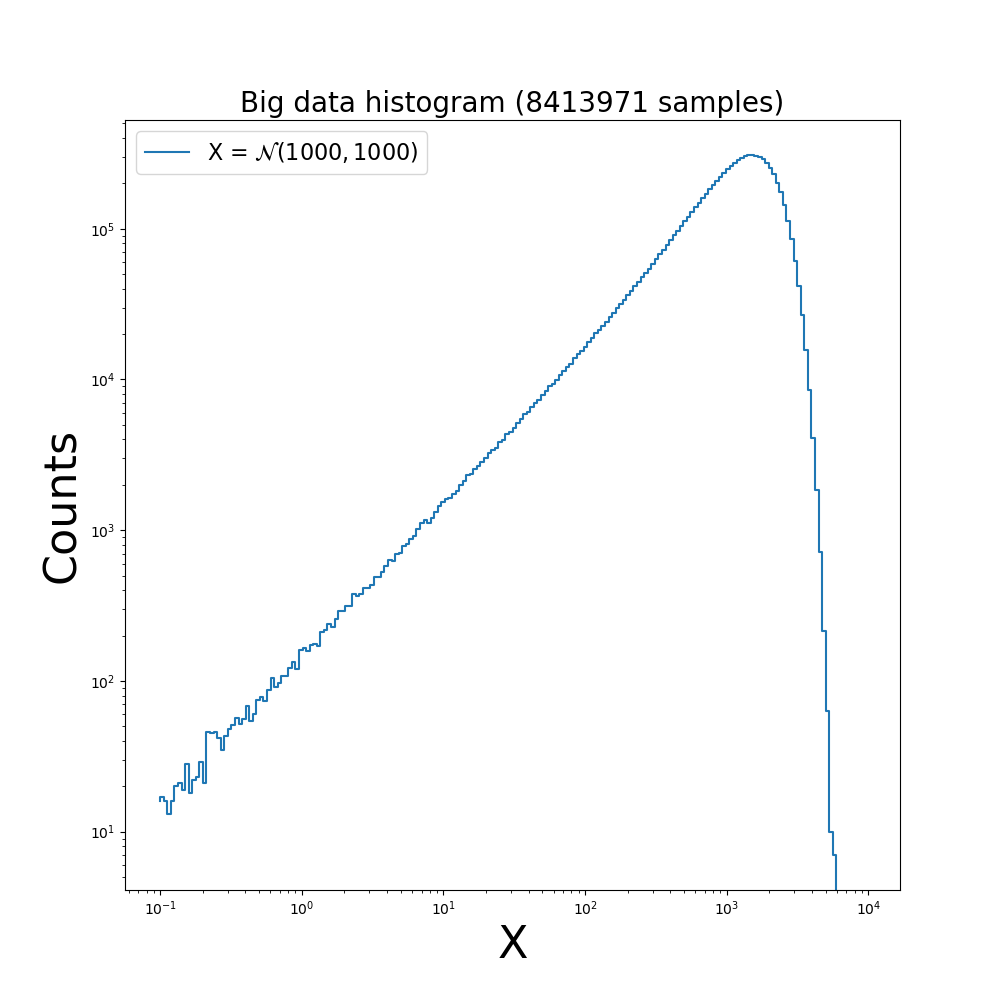 Big data histogram (8413971 samples)
X = 𝒩(1000, 1000)
Counts
10⁵
10⁴
10³
10²
10¹
10⁻¹ 10⁰ 10¹ 10² 10³ 10⁴
X